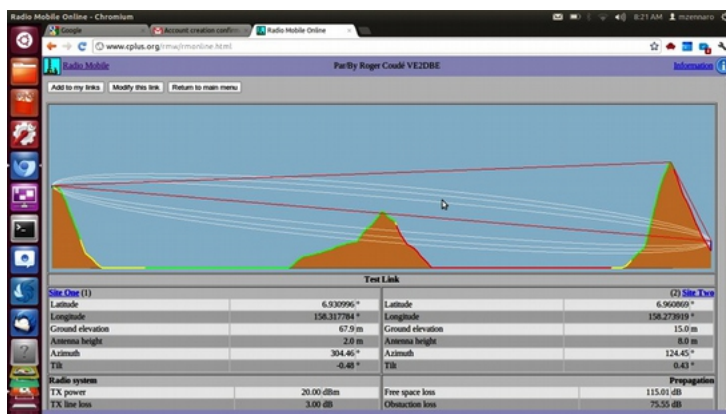 Radio Mobile Online - Chromium
8:21 AM mzennaro
Google
Account creation confirm
Radio Mobile Online
www.cplus.org/rmw/rmonline.html
Radio Mobile
Par/By Roger Coudé VE2DBE
Information
Add to my links
Modify this link
Return to main menu
Test Link
Site One (1)
(2) Site Two
Latitude 6.930996 ° Latitude 6.960869 °
Longitude 158.317784 ° Longitude 158.273919 °
Ground elevation 67.9 m Ground elevation 15.0 m
Antenna height 2.0 m Antenna height 8.0 m
Azimuth 304.46 ° Azimuth 124.45 °
Tilt -0.48 ° Tilt 0.43 °
Radio system Propagation
TX power 20.00 dBm Free space loss 115.01 dB
TX line loss 3.00 dB Obstuction loss 75.55 dB